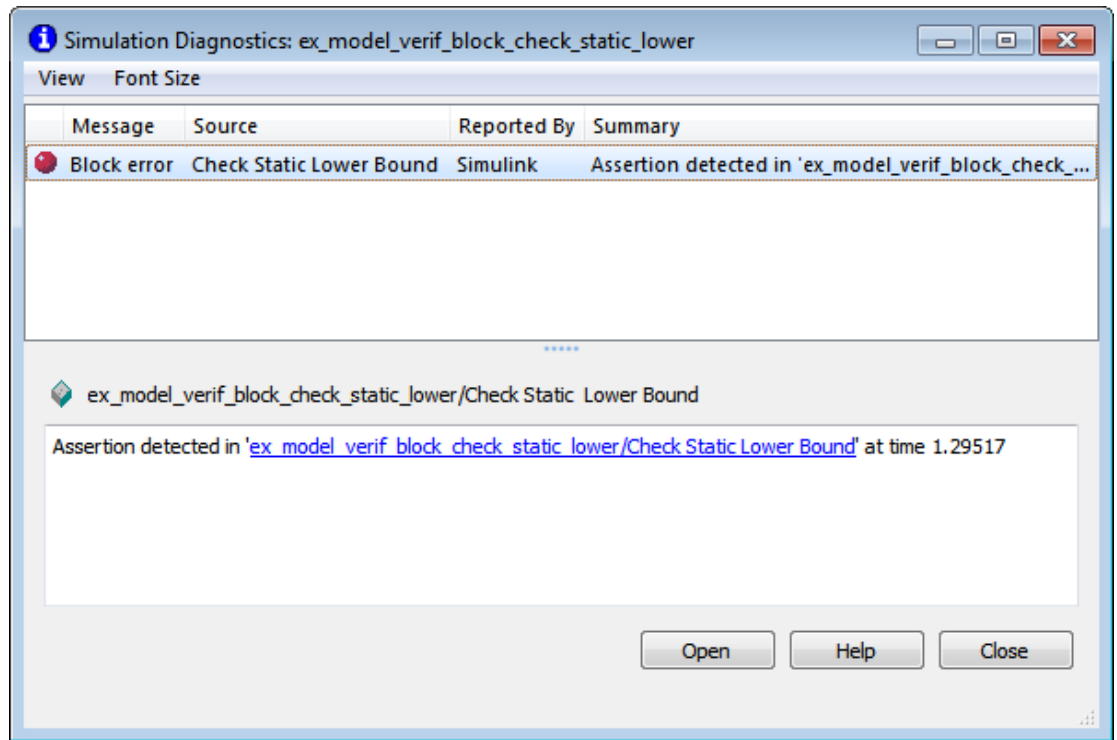 Simulation Diagnostics: ex_model_verif_block_check_static_lower
View Font Size
Message Source Reported By Summary
Block error Check Static Lower Bound Simulink Assertion detected in 'ex_model_verif_block_check_...
ex_model_verif_block_check_static_lower/Check Static Lower Bound
Assertion detected in 'ex_model_verif_block_check_static_lower/Check Static Lower Bound' at time 1.29517
Open Help Close